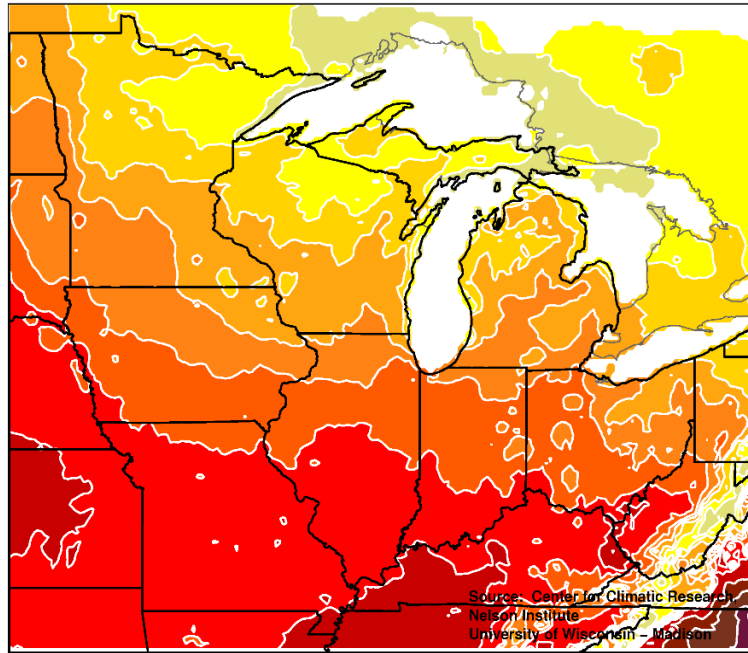 Source:  Center for Climatic Research,
Nelson Institute
University of Wisconsin – Madison